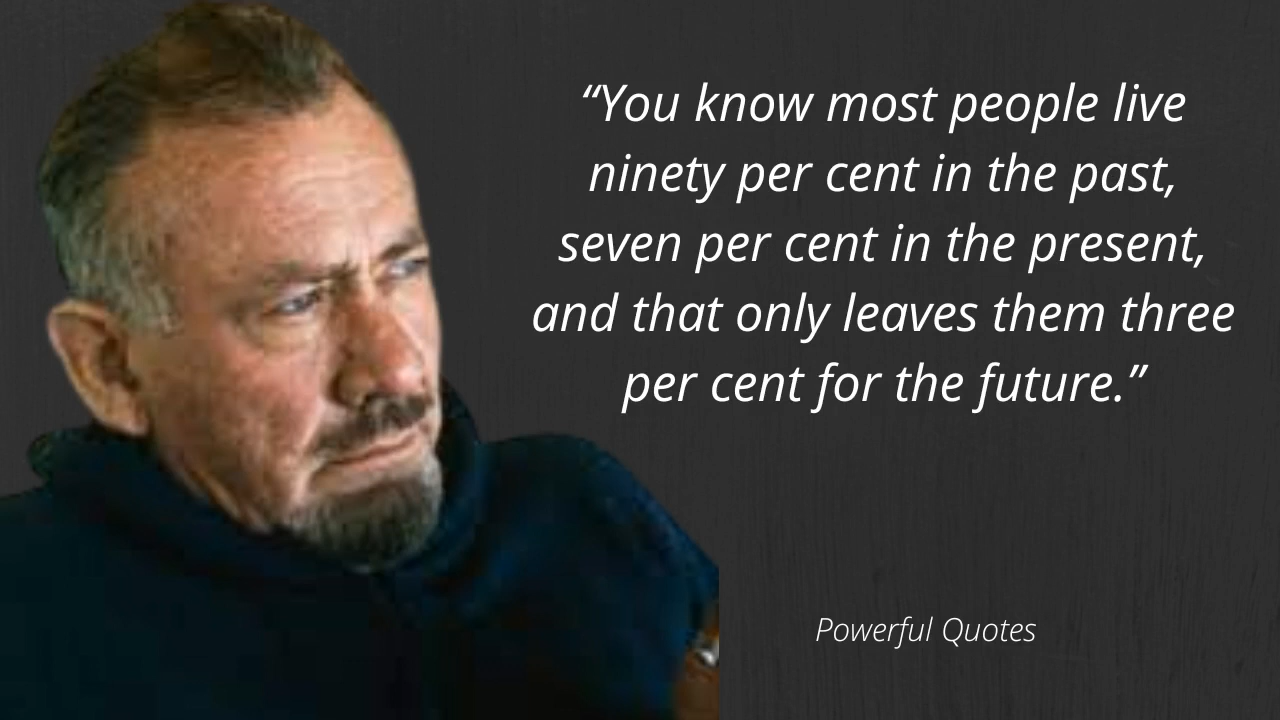 “You know most people live
ninety per cent in the past,
seven per cent in the present,
and that only leaves them three
per cent for the future.”
Powerful Quotes